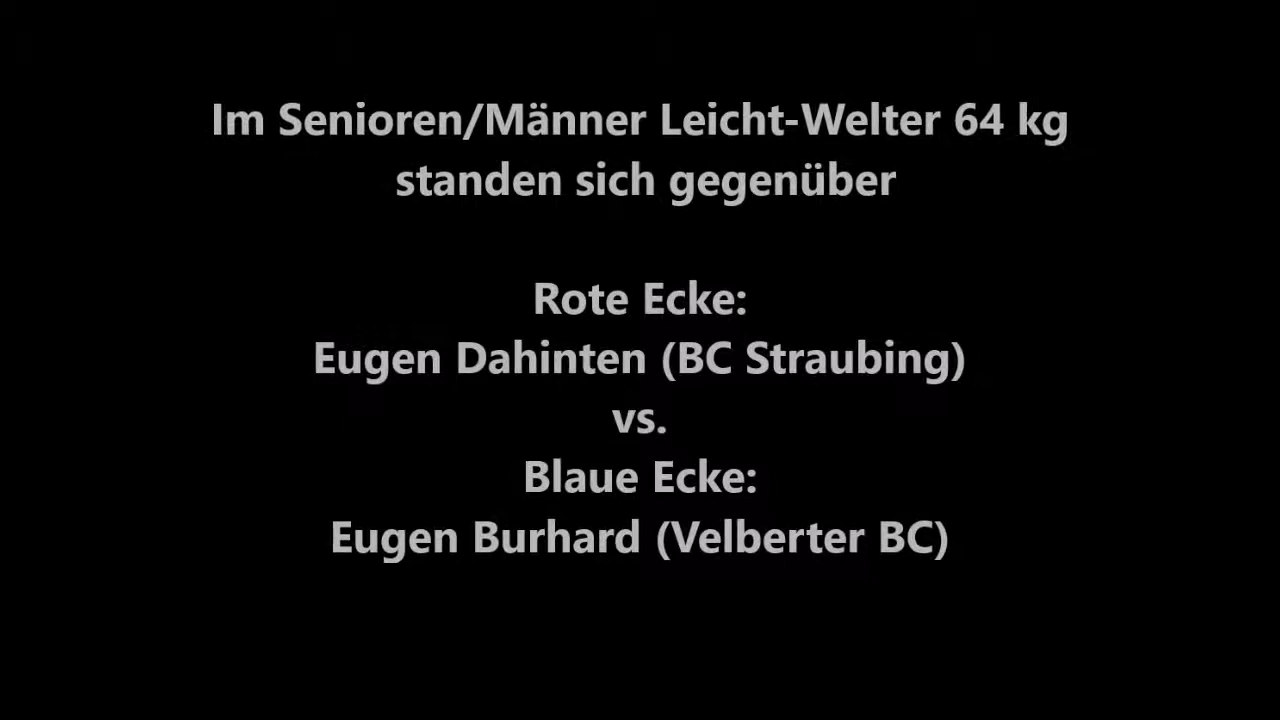 Im Senioren/Männer Leicht-Welter 64 kg
standen sich gegenüber
Rote Ecke:
Eugen Dahinten (BC Straubing)
vs.
Blaue Ecke:
Eugen Burhard (Velberter BC)